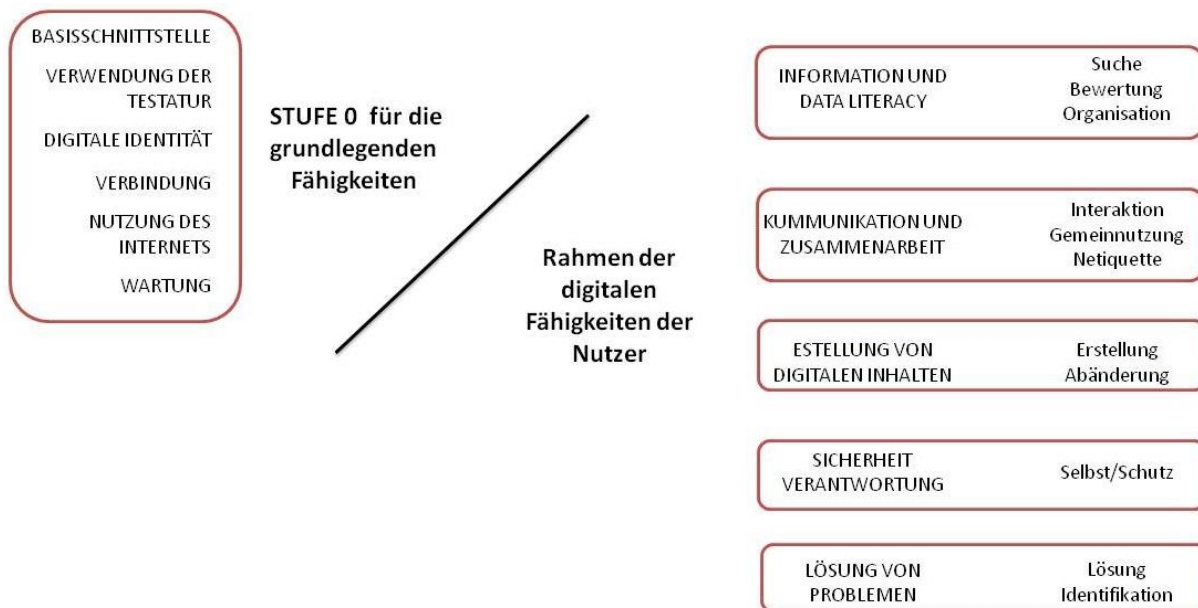 BASISSCHNITTSTELLE
VERWENDUNG DER
TESTATUR
DIGITALE IDENTITÄT
VERBINDUNG
NUTZUNG DES
INTERNETS
WARTUNG
STUFE 0 für die
grundlegenden
Fähigkeiten
Rahmen der
digitalen
Fähigkeiten der
Nutzer
INFORMATION UND
DATA LITERACY
Suche
Bewertung
Organisation
KUMMUNIKATION UND
ZUSAMMENARBEIT
Interaktion
Gemeinnutzung
Netiquette
ESTELLUNG VON
DIGITALEN INHALTEN
Erstellung
Abänderung
SICHERHEIT
VERANTWORTUNG
Selbst/Schutz
LÖSUNG VON
PROBLEMEN
Lösung
Identifikation